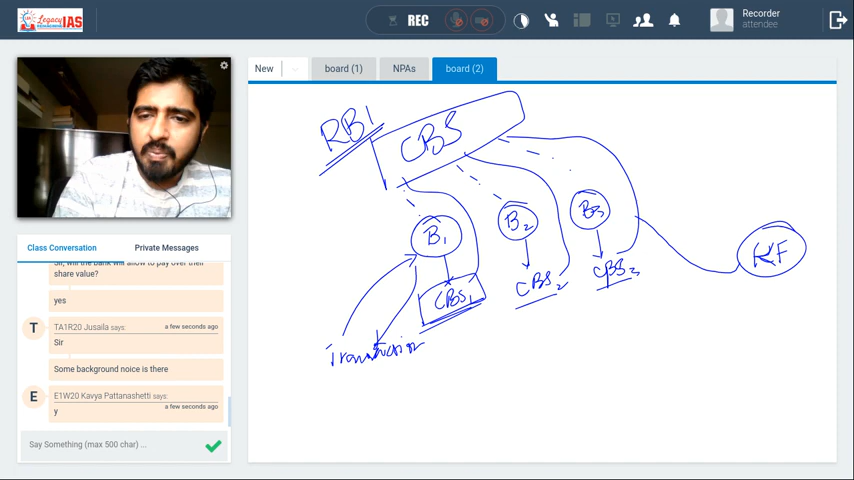 Legacy IAS
REC
Recorder
attendee
New
board (1)
NPAs
board (2)
RBI
CBS
B1
B2
B3
CBS1
CBS2
CBS3
KF
Transaction
Class Conversation
Private Messages
Sir, will the bank will allow to pay over their
share value?
yes
T
TA1R20 Jusaila says:
a few seconds ago
Sir
Some background noice is there
E
E1W20 Kavya Pattanashetti says:
a few seconds ago
y
Say Something (max 500 char) ...